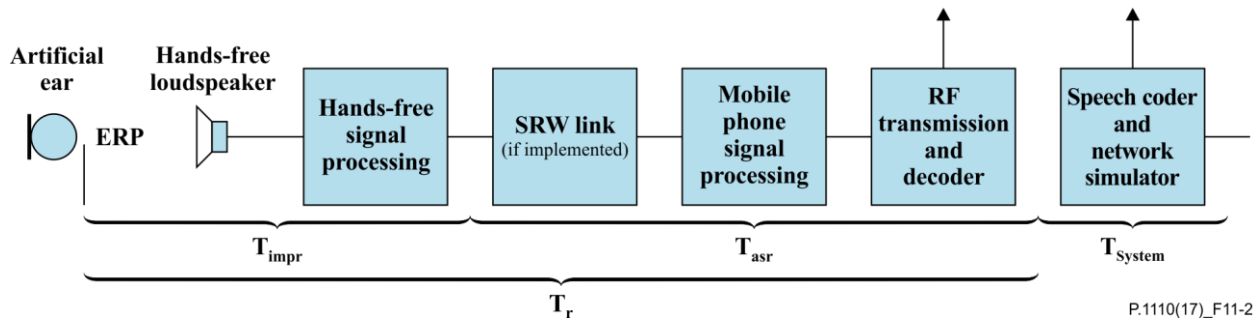 Artificial
ear
Hands-free
loudspeaker
ERP
Hands-free
signal
processing
SRW link
(if implemented)
Mobile
phone
signal
processing
RF
transmission
and
decoder
Speech coder
and
network
simulator
Timpr
Tasr
TSystem
Tr
P.1110(17)_F11-2